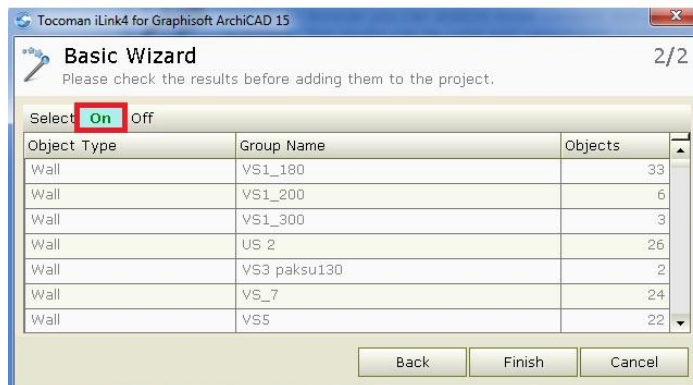 Tocoman iLink4 for Graphisoft ArchiCAD 15
Basic Wizard 2/2
Please check the results before adding them to the project.
Select On Off
Object Type Group Name Objects
Wall VS1_180 33
Wall VS1_200 6
Wall VS1_300 3
Wall US 2 26
Wall VS3 paksu130 2
Wall VS_7 24
Wall VS5 22
Back Finish Cancel